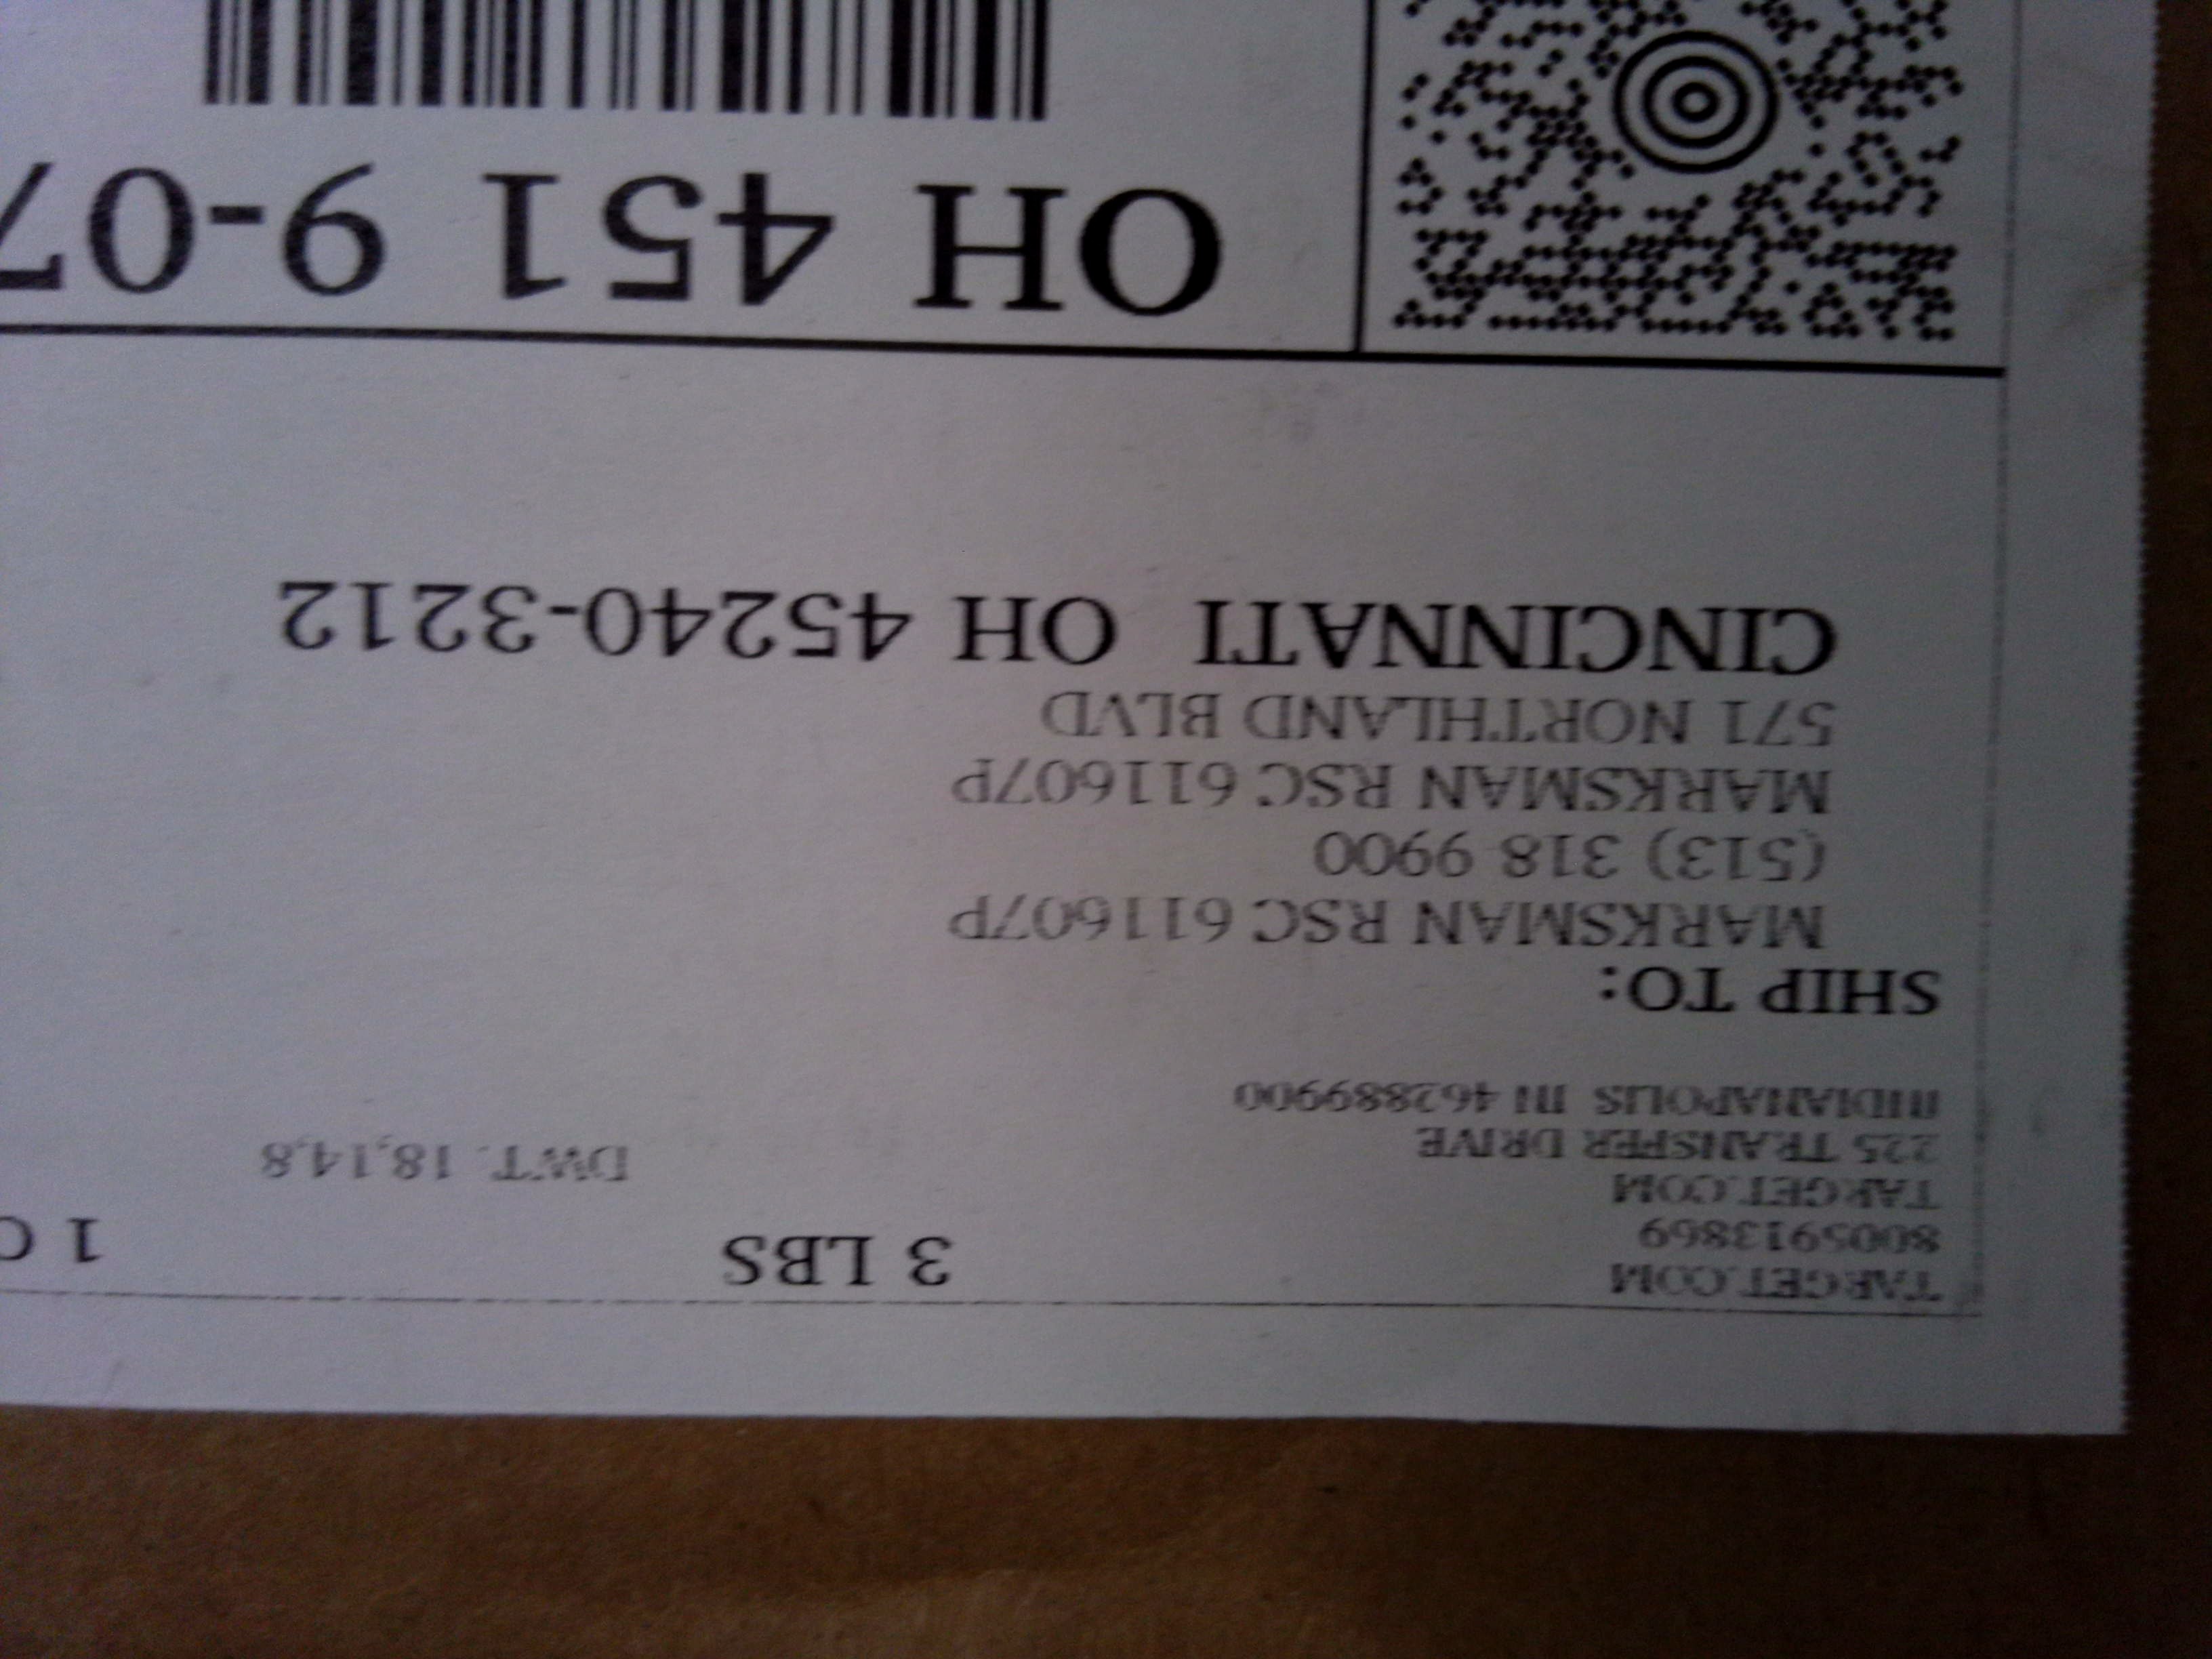 TARGET.COM
8005913869
TARGET.COM
225 TRANSFER DRIVE
INDIANAPOLIS IN 462889900
3 LBS
1 O
DWT. 18,14,8
SHIP TO:
MARKSMAN RSC 611607P
(513) 318 9900
MARKSMAN RSC 611607P
571 NORTHLAND BLVD
CINCINNATI OH 45240-3212
OH 451 9-07